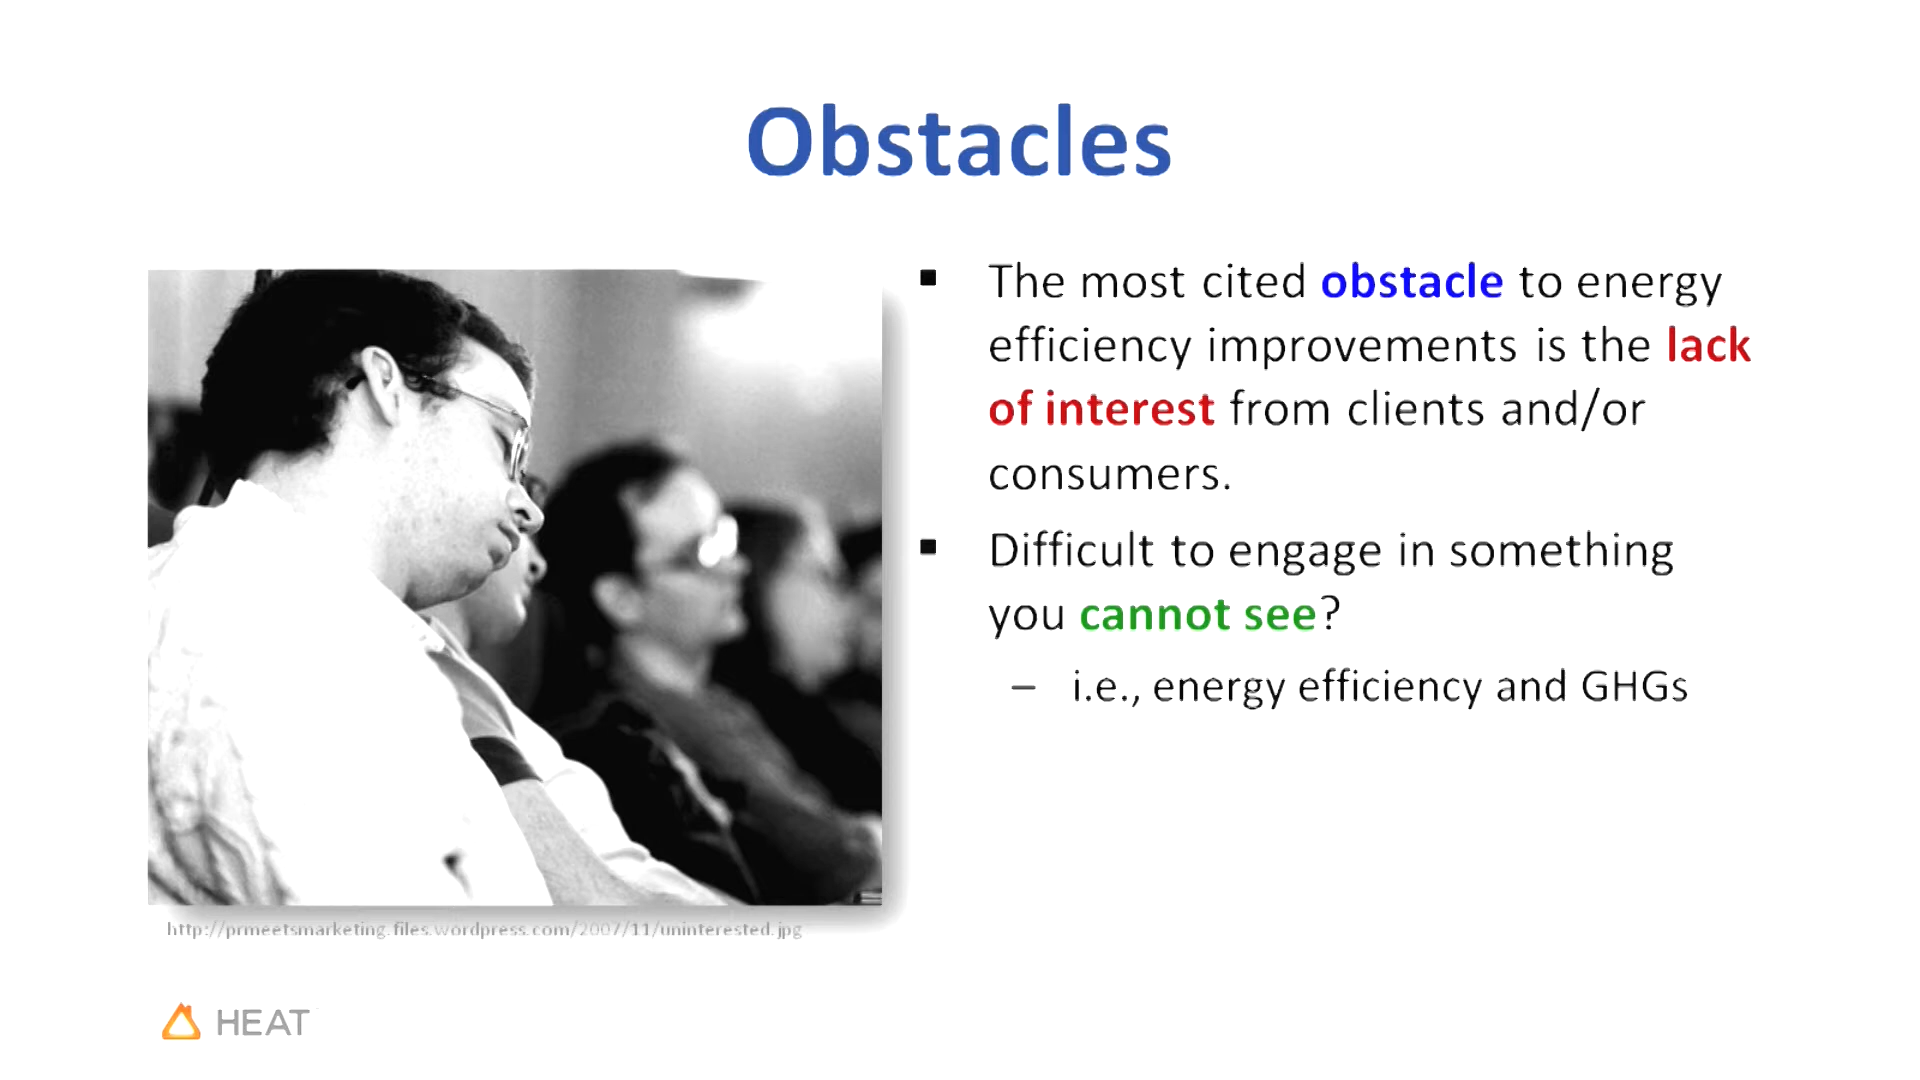 Obstacles
▪ The most cited obstacle to energy
efficiency improvements is the lack
of interest from clients and/or
consumers.
▪ Difficult to engage in something
you cannot see?
– i.e., energy efficiency and GHGs
http://prmeetsmarketing.files.wordpress.com/2007/11/uninterested.jpg
HEAT